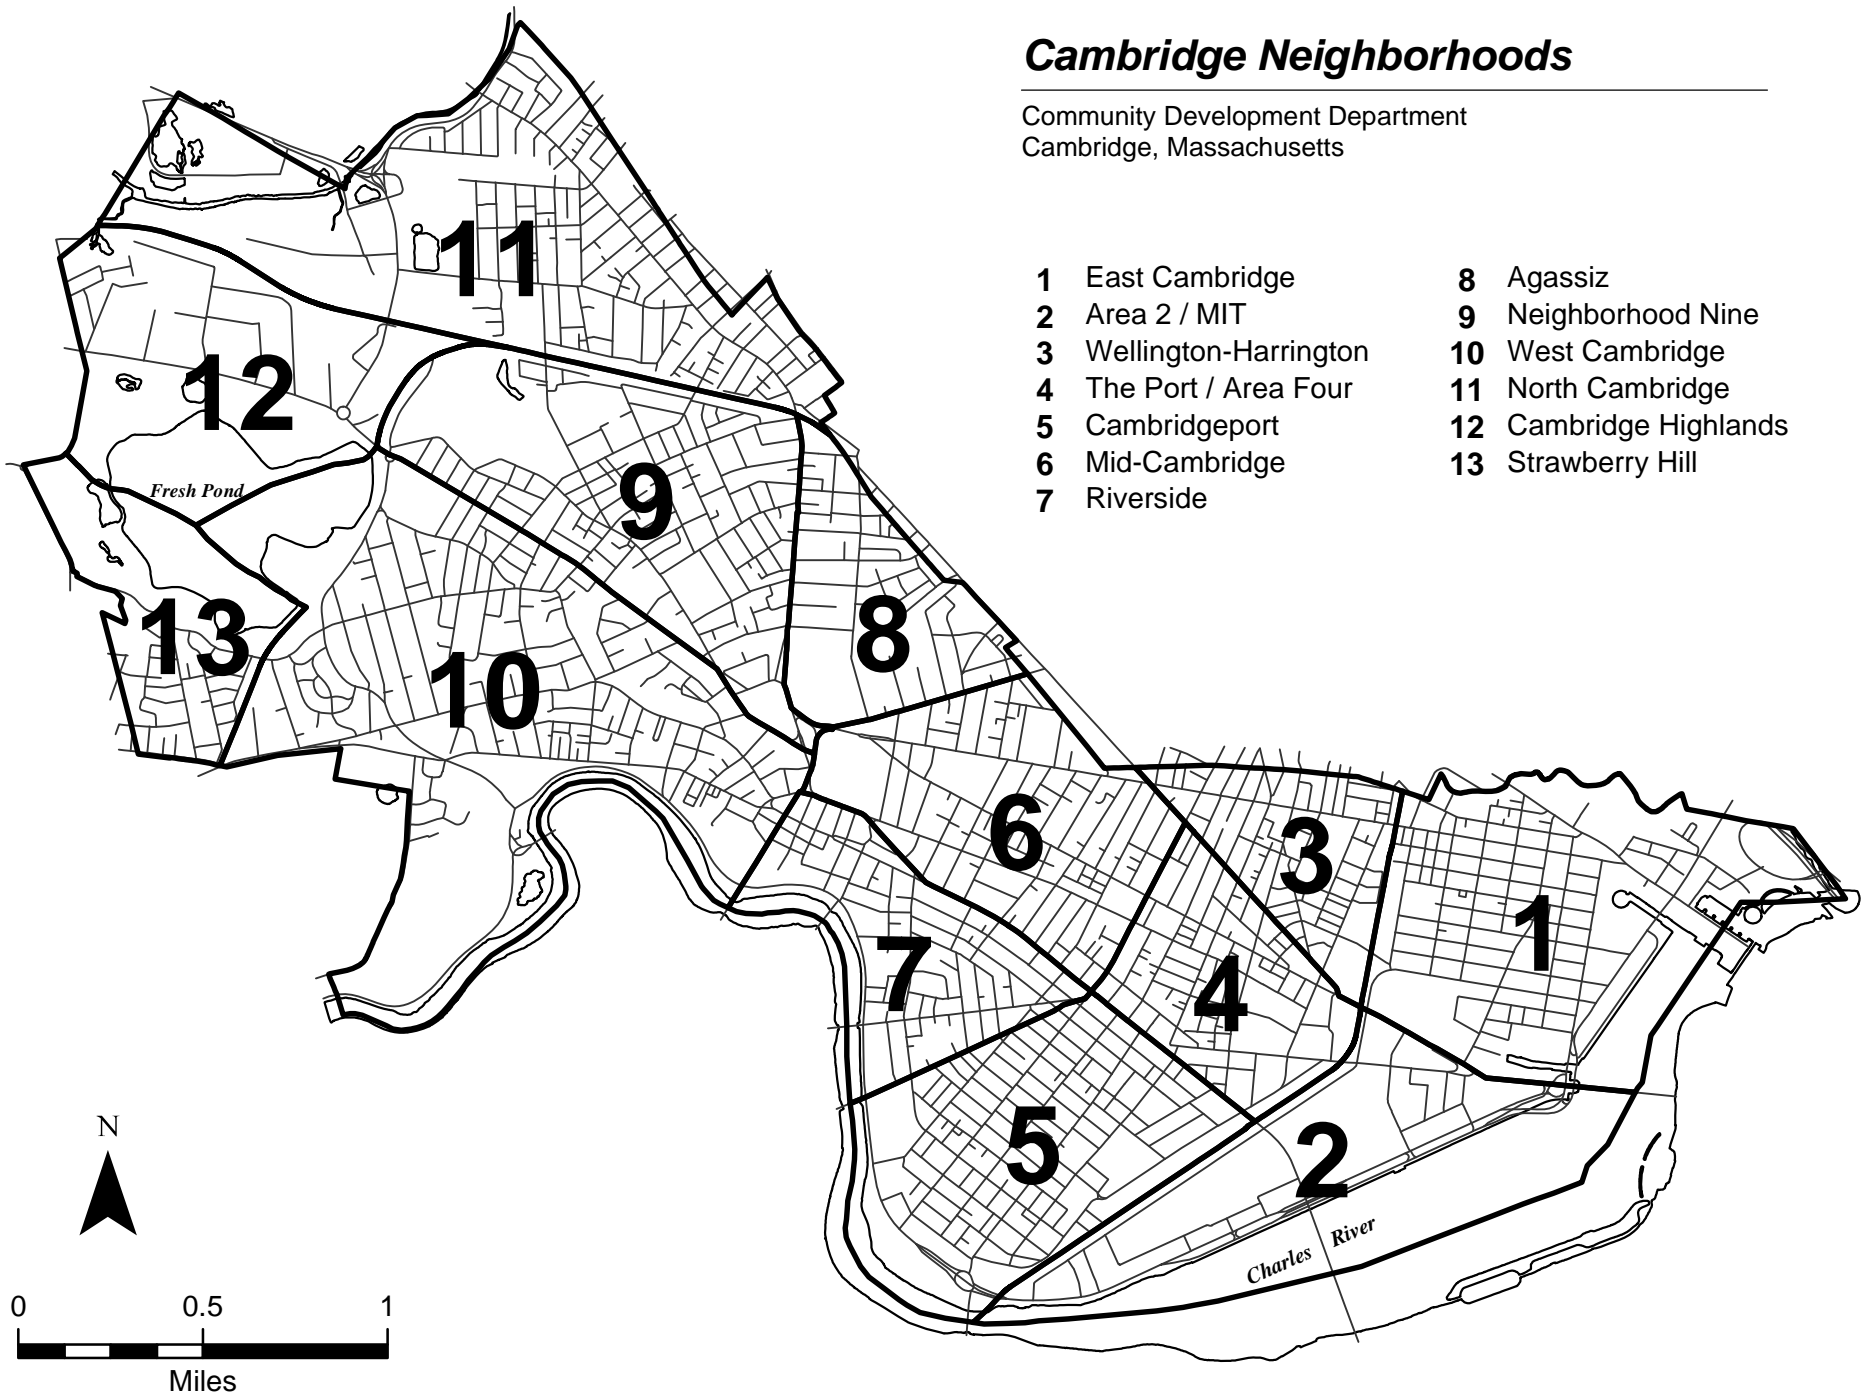 Cambridge Neighborhoods
Community Development Department
Cambridge, Massachusetts
1 East Cambridge
2 Area 2 / MIT
3 Wellington-Harrington
4 The Port / Area Four
5 Cambridgeport
6 Mid-Cambridge
7 Riverside
8 Agassiz
9 Neighborhood Nine
10 West Cambridge
11 North Cambridge
12 Cambridge Highlands
13 Strawberry Hill
11
12
9
Fresh Pond
13
8
10
6
3
1
7
4
5
2
Charles River
N
0 0.5 1
Miles